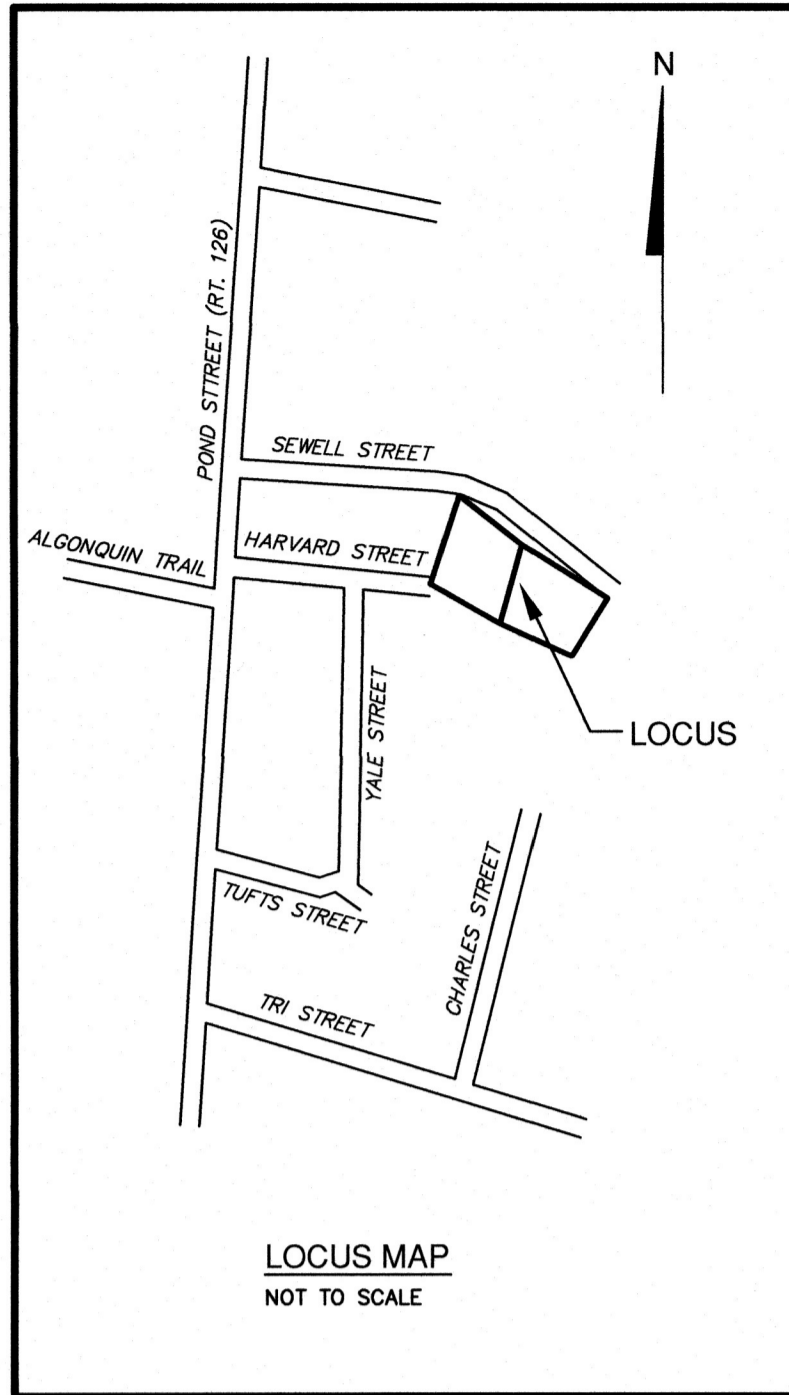 N
POND STTREET (RT. 126)
SEWELL STREET
ALGONQUIN TRAIL
HARVARD STREET
LOCUS
YALE STREET
CHARLES STREET
TUFTS STREET
TRI STREET
LOCUS MAP
NOT TO SCALE